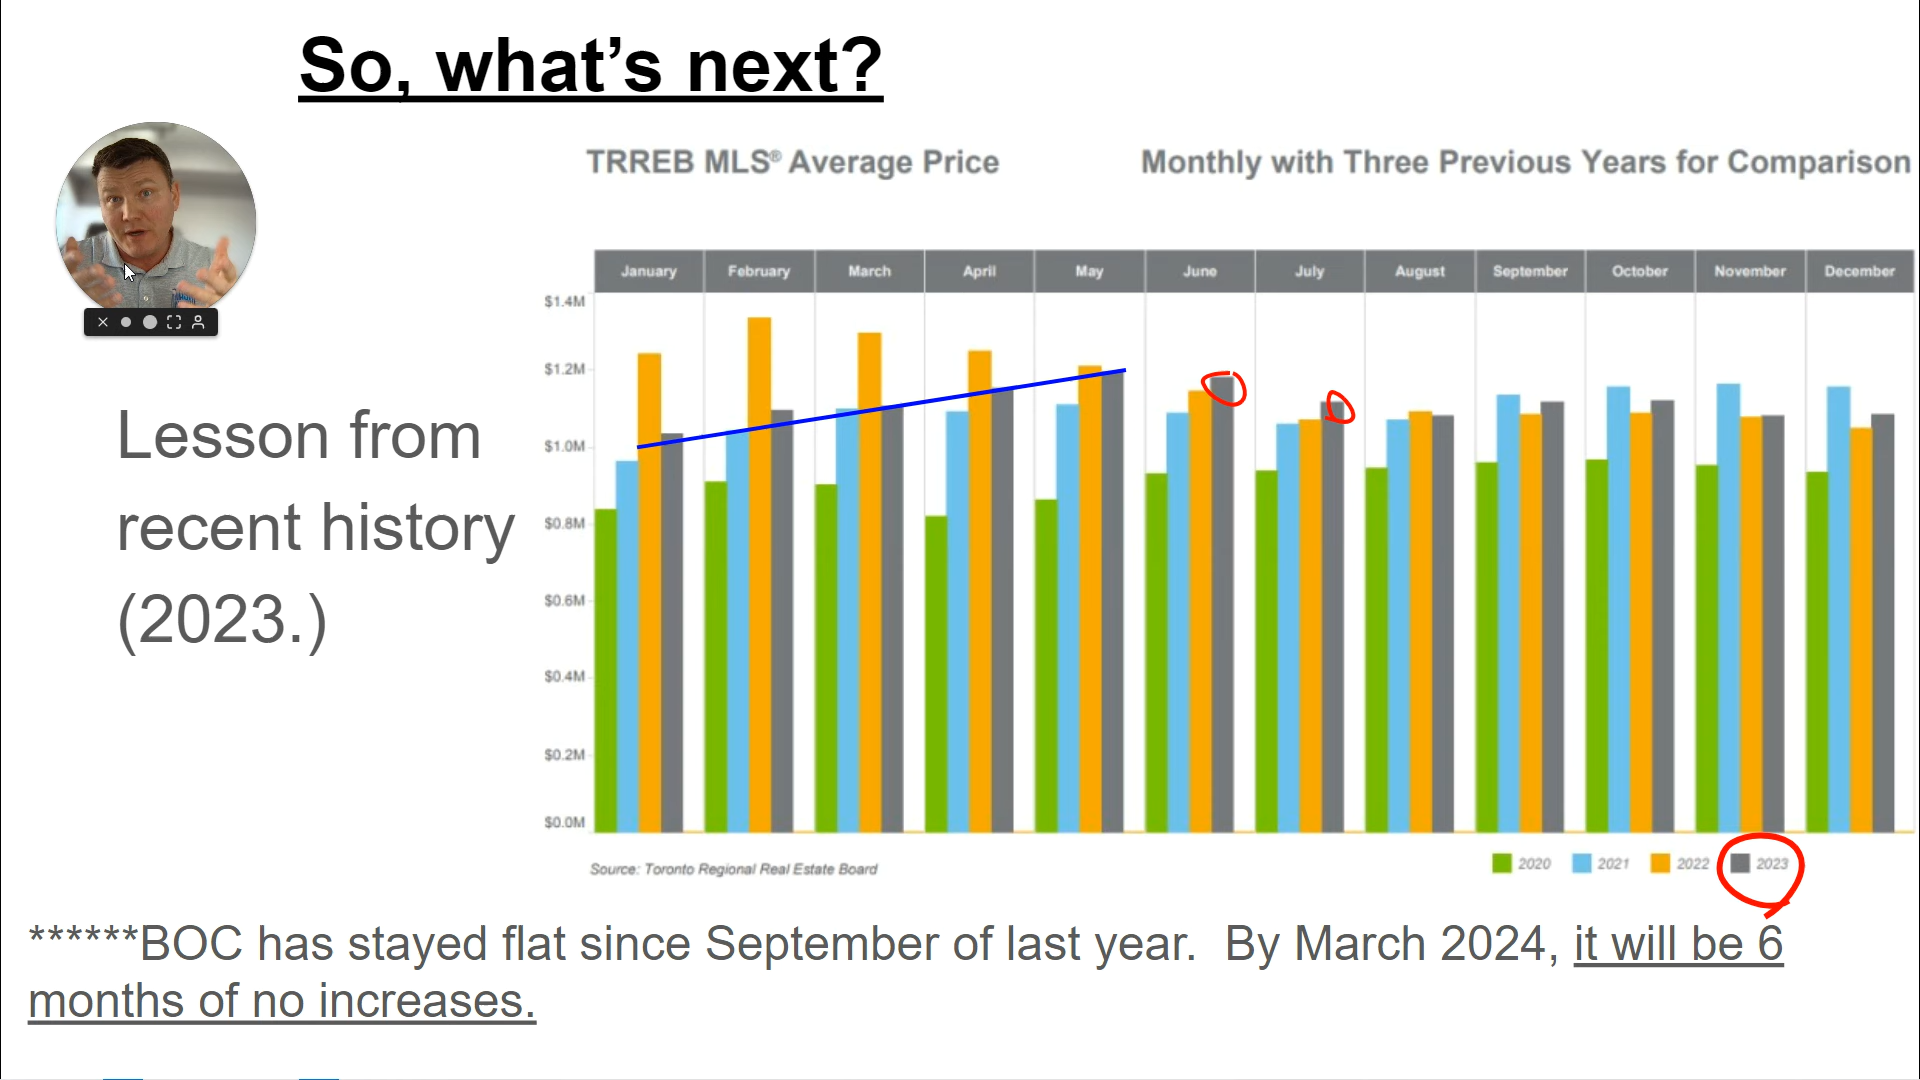 So, what's next?
TRREB MLS® Average Price
Monthly with Three Previous Years for Comparison
January February March April May June July August September October November December
$1.4M
$1.2M
$1.0M
$0.8M
$0.6M
$0.4M
$0.2M
$0.0M
Lesson from
recent history
(2023.)
Source: Toronto Regional Real Estate Board
2020 2021 2022 2023
******BOC has stayed flat since September of last year. By March 2024, it will be 6
months of no increases.